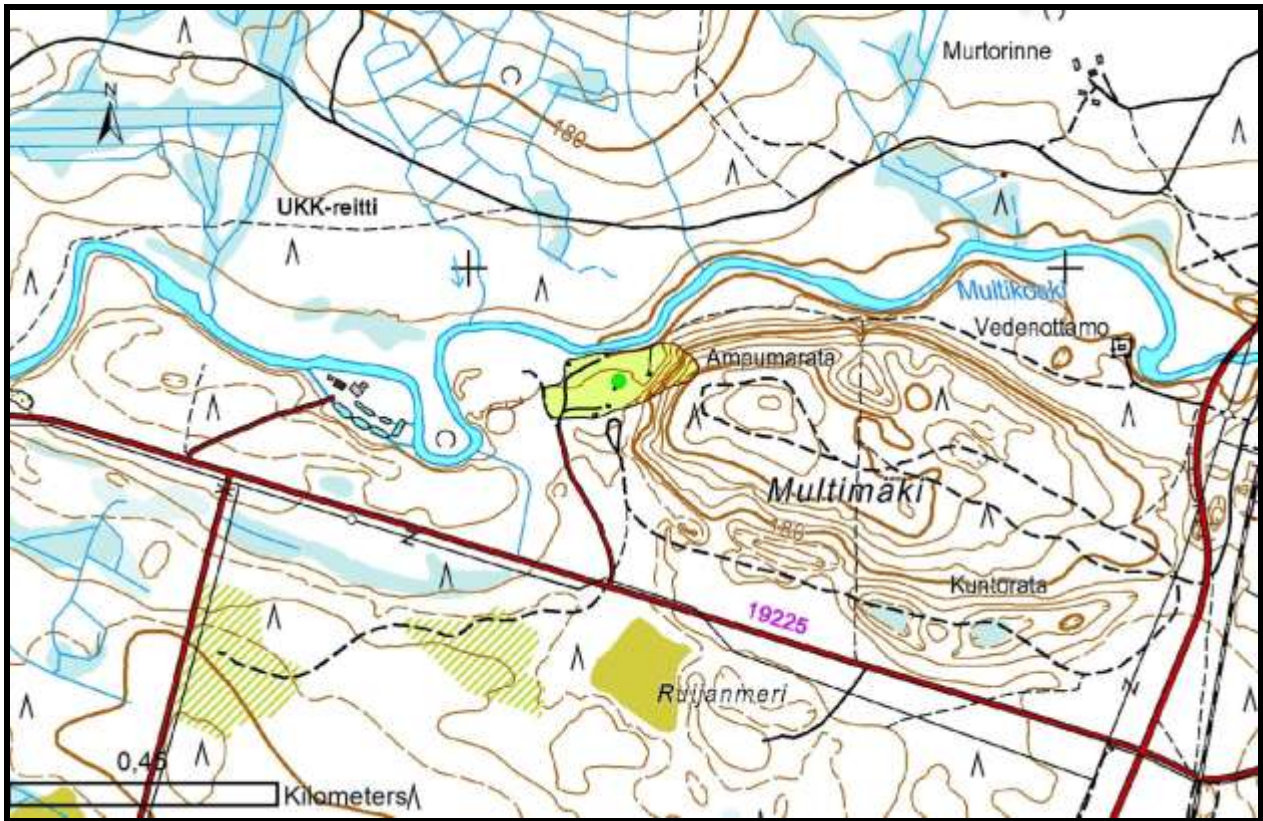 Murtorinne
N
180
UKK-reitti
Multikoski
Vedenottamo
Ampumarata
Multimäki
180
Kuntorata
19225
Ruijanmeri
0,45
Kilometers